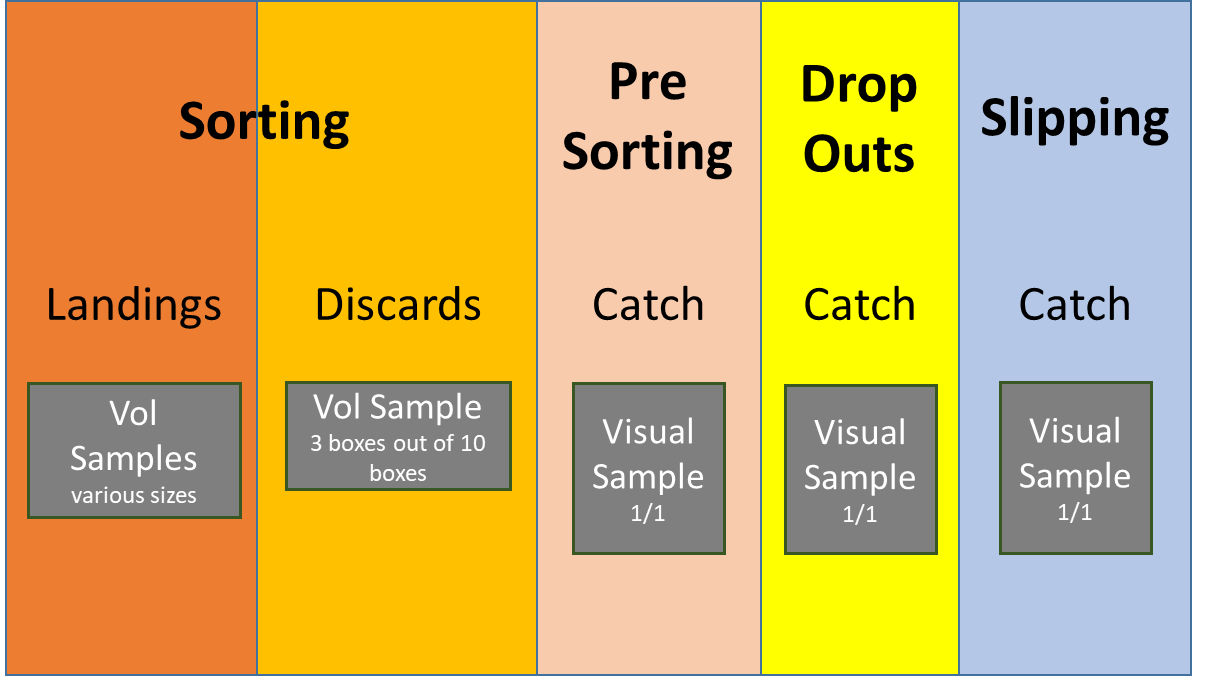 Sorting
Pre
Sorting
Drop
Outs
Slipping
Landings
Discards
Catch
Catch
Catch
Vol
Samples
various sizes
Vol Sample
3 boxes out of 10
boxes
Visual
Sample
1/1
Visual
Sample
1/1
Visual
Sample
1/1